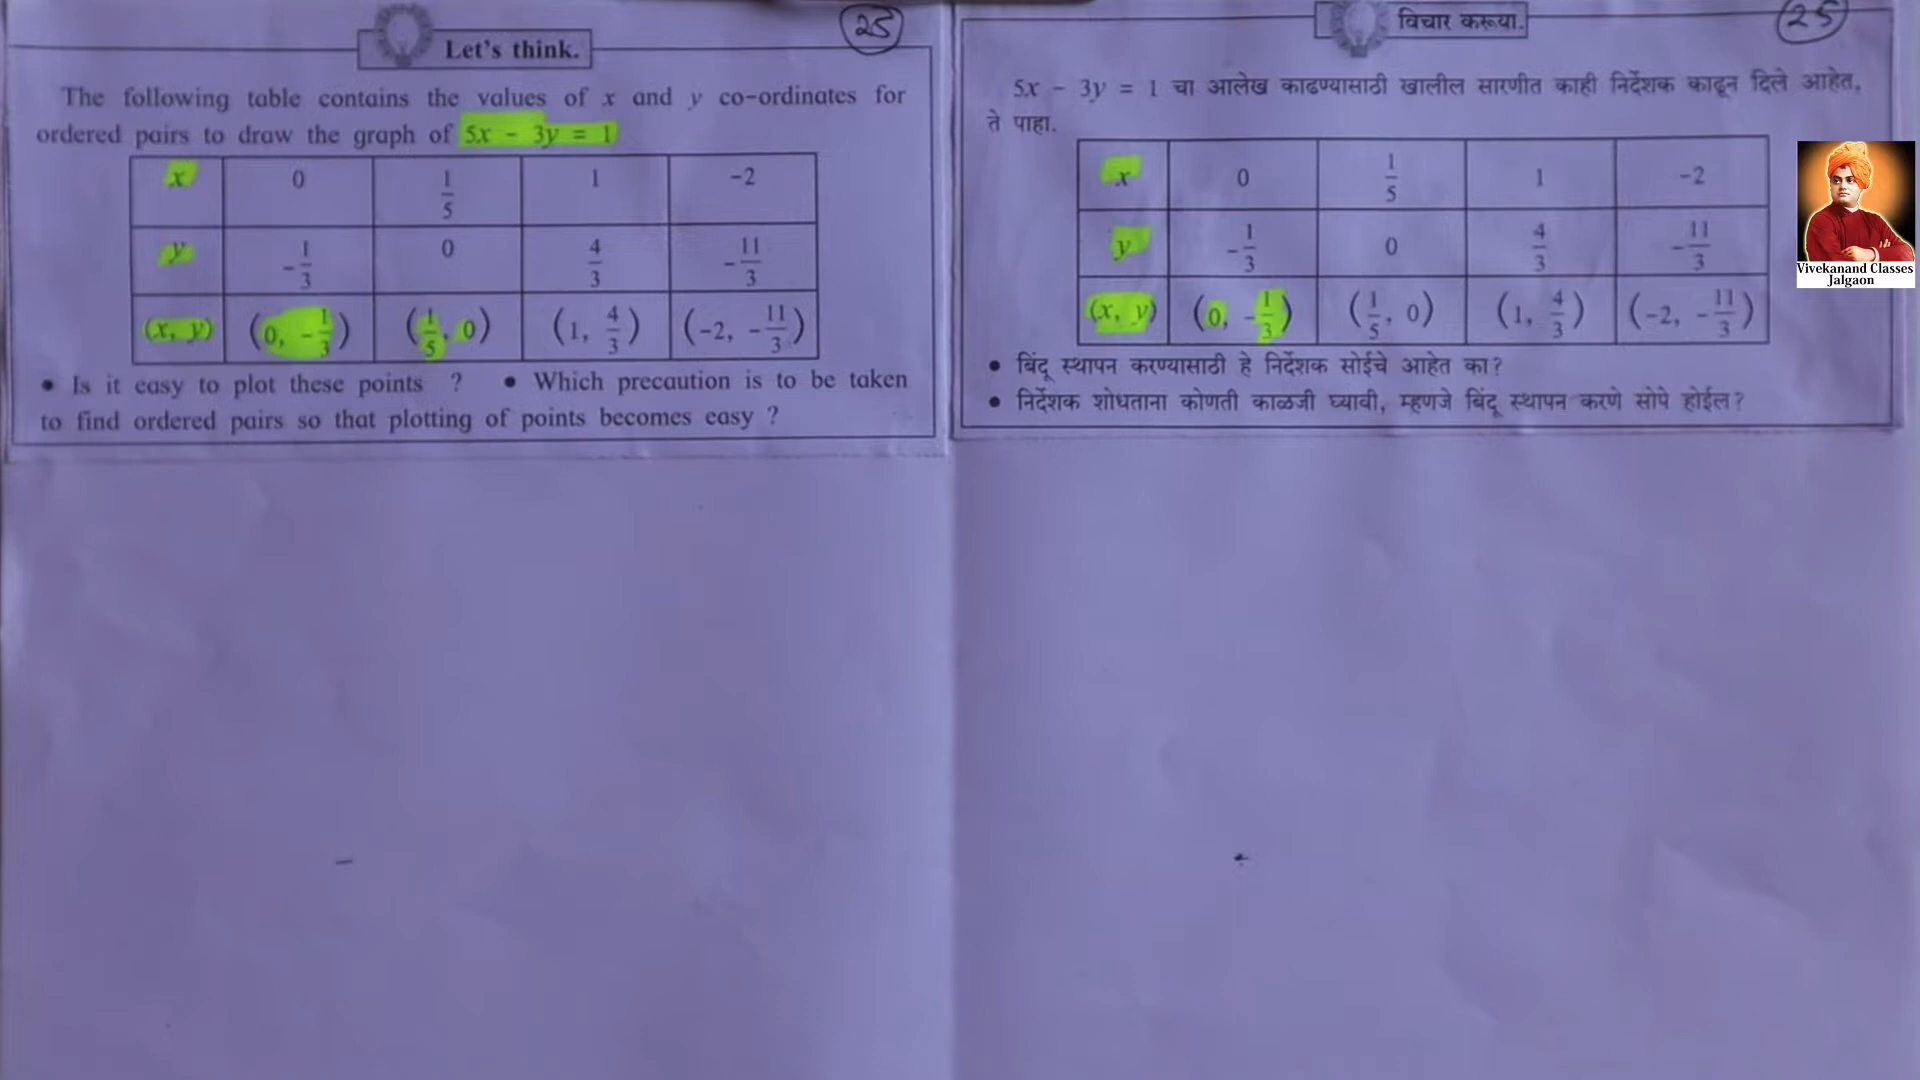 Let's think.
25
The following table contains the values of x and y co-ordinates for
ordered pairs to draw the graph of 5x - 3y = 1
x 0 1/5 1 -2
y -1/3 0 4/3 -11/3
(x, y) (0, -1/3) (1/5, 0) (1, 4/3) (-2, -11/3)
• Is it easy to plot these points ? • Which precaution is to be taken
to find ordered pairs so that plotting of points becomes easy ?
विचार करूया.
25
5x - 3y = 1 चा आलेख काढण्यासाठी खालील सारणीत काही निर्देशक काढून दिले आहेत,
ते पाहा.
x 0 1/5 1 -2
y -1/3 0 4/3 -11/3
(x, y) (0, -1/3) (1/5, 0) (1, 4/3) (-2, -11/3)
• बिंदू स्थापन करण्यासाठी हे निर्देशक सोईचे आहेत का?
• निर्देशक शोधताना कोणती काळजी घ्यावी, म्हणजे बिंदू स्थापन करणे सोपे होईल?
Vivekanand Classes
Jalgaon